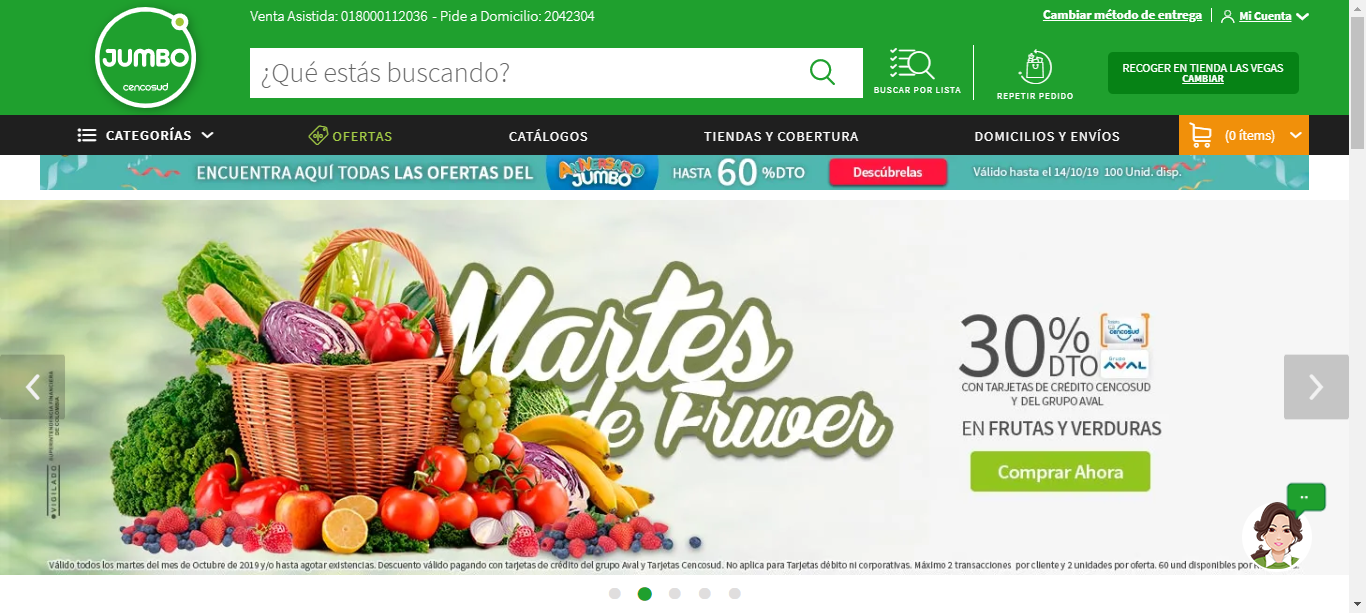 Venta Asistida: 018000112036 - Pide a Domicilio: 2042304
Cambiar método de entrega
Mi Cuenta
JUMBO
cencosud
¿Qué estás buscando?
BUSCAR POR LISTA
REPETIR PEDIDO
RECOGER EN TIENDA LAS VEGAS
CAMBIAR
CATEGORÍAS
OFERTAS
CATÁLOGOS
TIENDAS Y COBERTURA
DOMICILIOS Y ENVÍOS
(0 ítems)
ENCUENTRA AQUÍ TODAS LAS OFERTAS DEL
ANIVERSARIO
JUMBO
HASTA 60 %DTO
Descúbrelas
Válido hasta el 14/10/19 100 Unid. disp.
Martes
de Fruver
30%
DTO
cencosud
Grupo
AVAL
CON TARJETAS DE CRÉDITO CENCOSUD
Y DEL GRUPO AVAL
EN FRUTAS Y VERDURAS
Comprar Ahora
VIGILADO
SUPERINTENDENCIA FINANCIERA
DE COLOMBIA
Válido todos los martes del mes de Octubre de 2019 y/o hasta agotar existencias. Descuento válido pagando con tarjetas de crédito del grupo Aval y Tarjetas Cencosud. No aplica para Tarjetas débito ni corporativas. Máximo 2 transacciones por cliente y 2 unidades por oferta. 60 und disponibles por